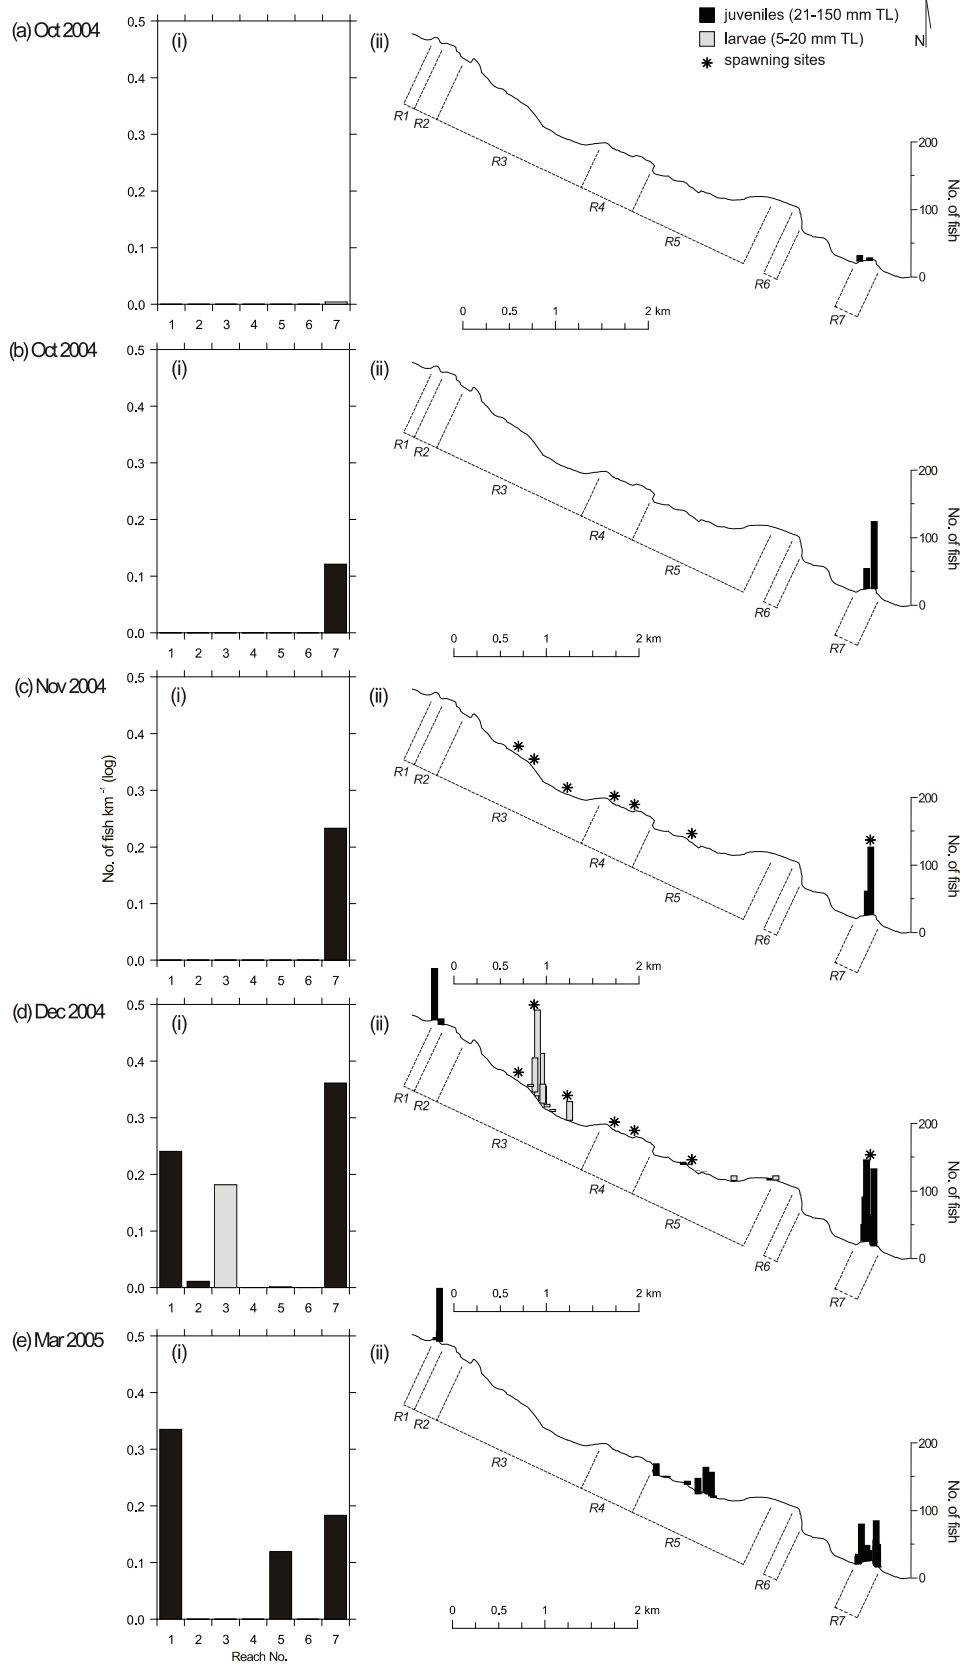 juveniles (21-150 mm TL)
larvae (5-20 mm TL)
spawning sites
N
(a) Oct 2004
(i)
(ii)
0.5
0.4
0.3
0.2
0.1
0.0
1 2 3 4 5 6 7
R1 R2
R3
R4
R5
R6
R7
200
100
0
No. of fish
0 0.5 1 2 km
(b) Oct 2004
(i)
(ii)
0.5
0.4
0.3
0.2
0.1
0.0
1 2 3 4 5 6 7
R1 R2
R3
R4
R5
R6
R7
200
100
0
No. of fish
0 0.5 1.0 2 km
(c) Nov 2004
(i)
(ii)
0.5
0.4
0.3
0.2
0.1
0.0
No. of fish km⁻¹ (log)
1 2 3 4 5 6 7
R1 R2
R3
R4
R5
R6
R7
200
100
0
No. of fish
0 0.5 1.0 2 km
(d) Dec 2004
(i)
(ii)
0.5
0.4
0.3
0.2
0.1
0.0
1 2 3 4 5 6 7
R1 R2
R3
R4
R5
R6
R7
200
100
0
No. of fish
0 0.5 1.0 2 km
(e) Mar 2005
(i)
(ii)
0.5
0.4
0.3
0.2
0.1
0.0
1 2 3 4 5 6 7
Reach No.
R1 R2
R3
R4
R5
R6
R7
200
100
0
No. of fish
0 0.5 1 2 km